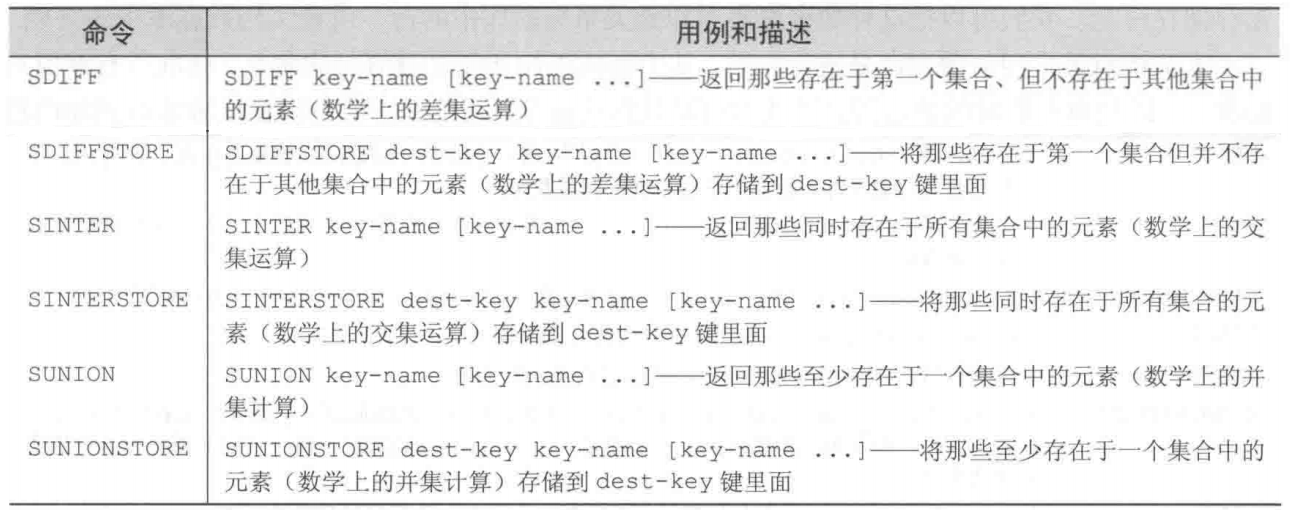 命令 用例和描述
SDIFF SDIFF key-name [key-name ...]——返回那些存在于第一个集合、但不存在于其他集合中
的元素（数学上的差集运算）
SDIFFSTORE SDIFFSTORE dest-key key-name [key-name ...]——将那些存在于第一个集合但并不存
在于其他集合中的元素（数学上的差集运算）存储到 dest-key 键里面
SINTER SINTER key-name [key-name ...]——返回那些同时存在于所有集合中的元素（数学上的交
集运算）
SINTERSTORE SINTERSTORE dest-key key-name [key-name ...]——将那些同时存在于所有集合的元
素（数学上的交集运算）存储到 dest-key 键里面
SUNION SUNION key-name [key-name ...]——返回那些至少存在于一个集合中的元素（数学上的并
集计算）
SUNIONSTORE SUNIONSTORE dest-key key-name [key-name ...]——将那些至少存在于一个集合中的
元素（数学上的并集计算）存储到 dest-key 键里面